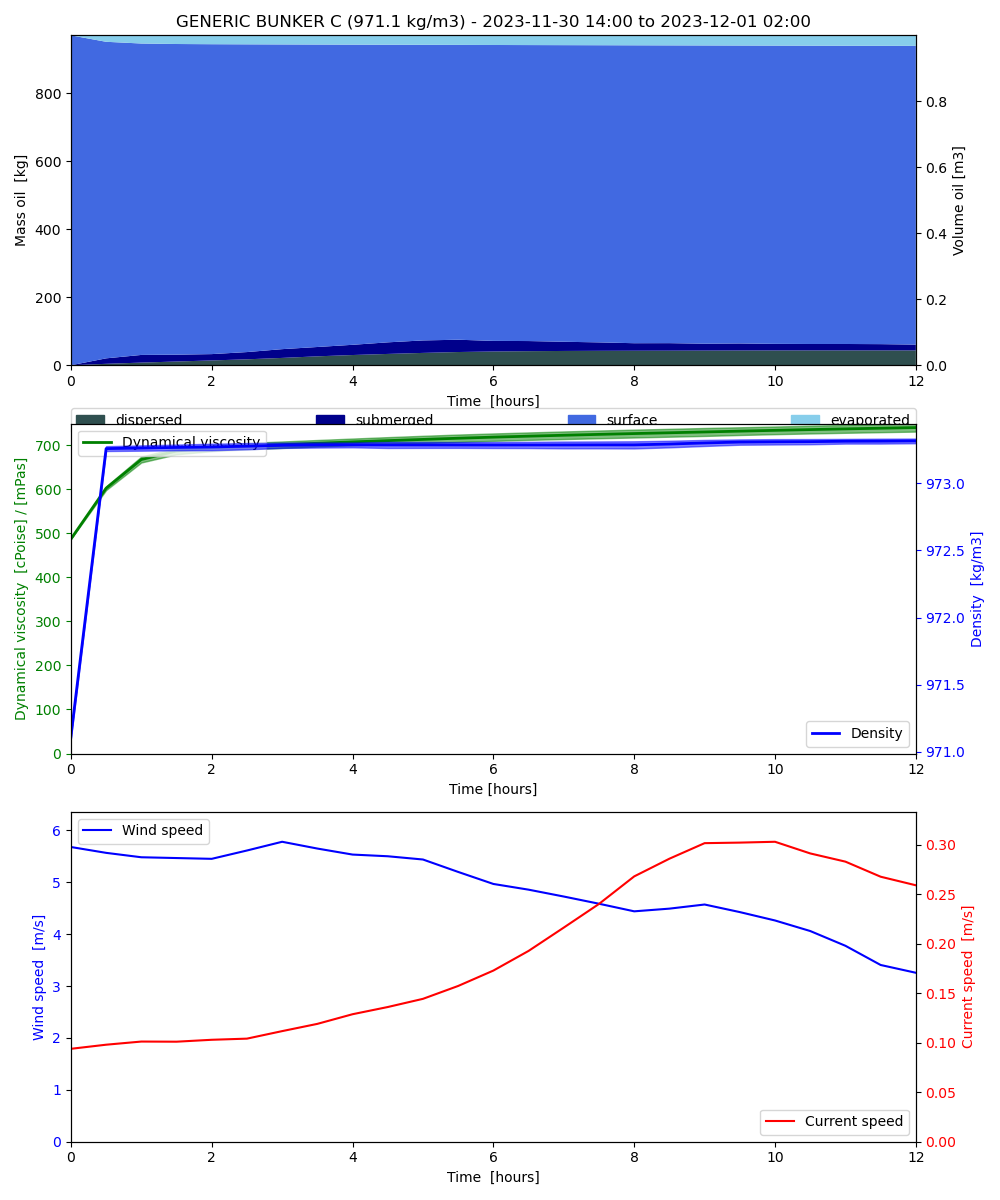 GENERIC BUNKER C (971.1 kg/m3) - 2023-11-30 14:00 to 2023-12-01 02:00
800
600
400
200
0
Mass oil [kg]
0.8
0.6
0.4
0.2
0.0
Volume oil [m3]
0 2 4 6 8 10 12
Time [hours]
dispersed submerged surface evaporated
Dynamical viscosity
700
600
500
400
300
200
100
0
Dynamical viscosity [cPoise] / [mPas]
973.0
972.5
972.0
971.5
971.0
Density [kg/m3]
Density
0 2 4 6 8 10 12
Time [hours]
Wind speed
6
5
4
3
2
1
0
Wind speed [m/s]
0.30
0.25
0.20
0.15
0.10
0.05
0.00
Current speed [m/s]
Current speed
0 2 4 6 8 10 12
Time [hours]